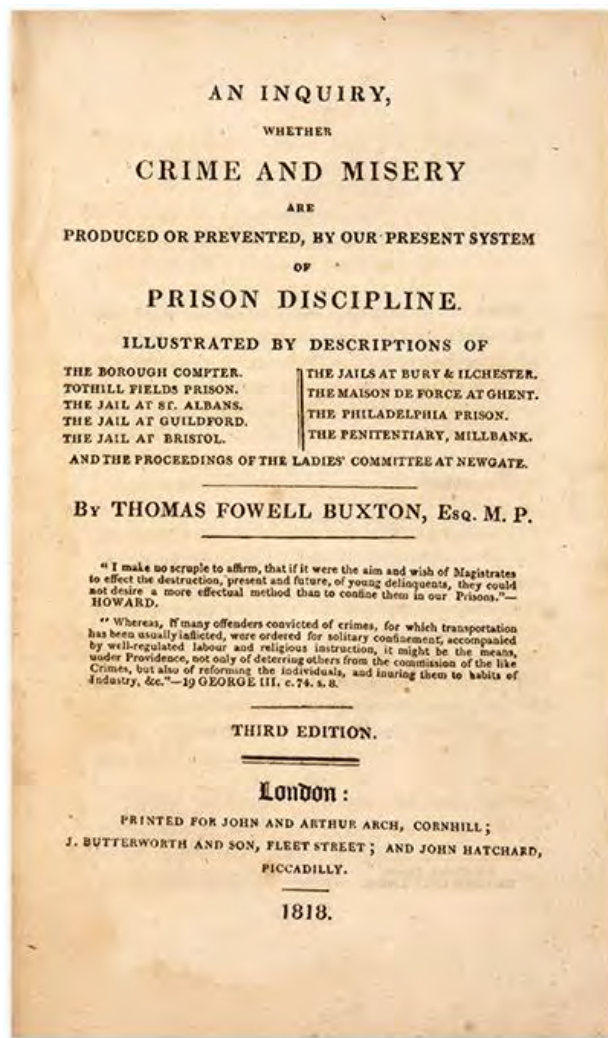 AN INQUIRY,
WHETHER
CRIME AND MISERY
ARE
PRODUCED OR PREVENTED, BY OUR PRESENT SYSTEM
OF
PRISON DISCIPLINE.
ILLUSTRATED BY DESCRIPTIONS OF
THE BOROUGH COMPTER.
TOTHILL FIELDS PRISON.
THE JAIL AT ST. ALBANS.
THE JAIL AT GUILDFORD.
THE JAIL AT BRISTOL.
THE JAILS AT BURY & ILCHESTER.
THE MAISON DE FORCE AT GHENT.
THE PHILADELPHIA PRISON.
THE PENITENTIARY, MILLBANK.
AND THE PROCEEDINGS OF THE LADIES' COMMITTEE AT NEWGATE.
BY THOMAS FOWELL BUXTON, ESQ. M. P.
" I make no scruple to affirm, that if it were the aim and wish of Magistrates
to effect the destruction, present and future, of young delinquents, they could
not desire a more effectual method than to confine them in our Prisons."—
HOWARD.
" Whereas, if many offenders convicted of crimes, for which transportation
has been usually inflicted, were ordered for solitary confinement, accompanied
by well-regulated labour and religious instruction, it might be the means,
under Providence, not only of deterring others from the commission of the like
Crimes, but also of reforming the individuals, and inuring them to habits of
Industry, &c."—19 GEORGE III. c. 74. s. 8.
THIRD EDITION.
London:
PRINTED FOR JOHN AND ARTHUR ARCH, CORNHILL;
J. BUTTERWORTH AND SON, FLEET STREET; AND JOHN HATCHARD,
PICCADILLY.
1818.